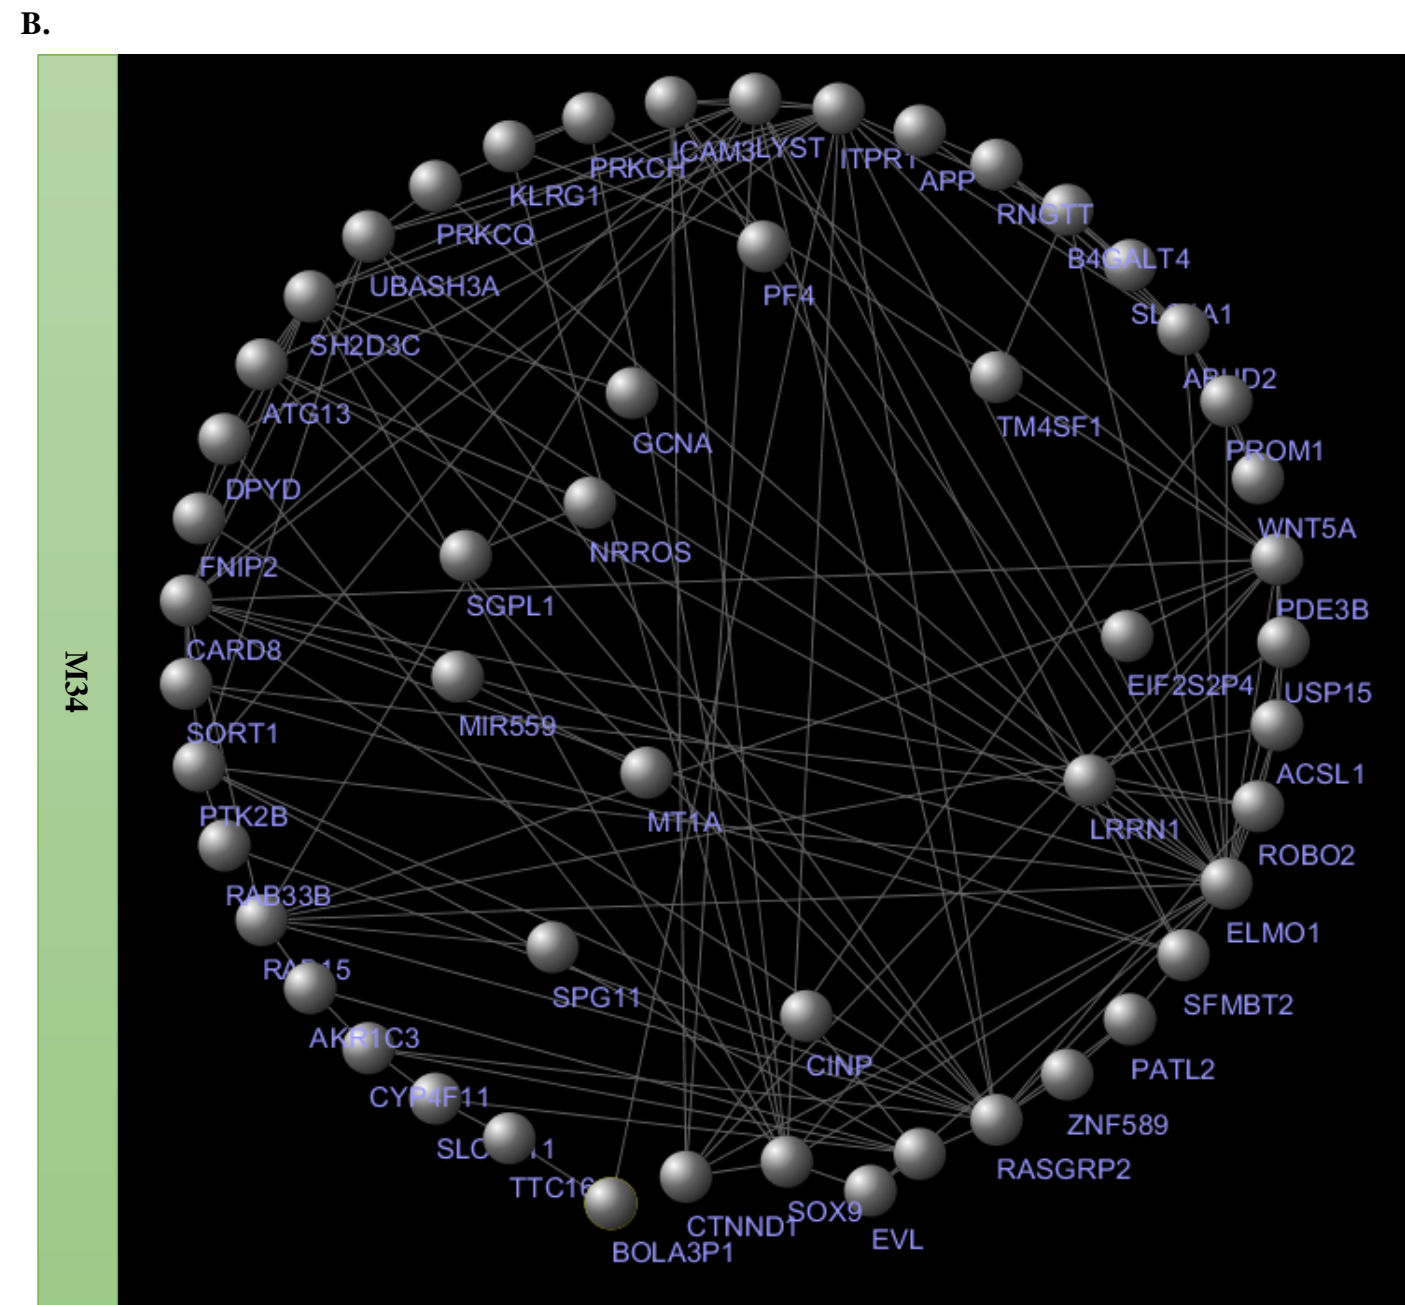 B.
M34
ICAM3
LYST
ITPR1
PRKCH
APP
KLRG1
RNGTT
PRKCQ
B4GALT4
UBASH3A
PF4
SH2D3C
ATG13
TM4SF1
GCNA
PROM1
DPYD
WNT5A
NRROS
FNIP2
SGPL1
PDE3B
CARD8
EIF2S2P4
USP15
MIR559
SORT1
ACSL1
PTK2B
MT1A
LRRN1
ROBO2
RAB33B
ELMO1
SPG11
SFMBT2
AKR1C3
CINP
PATL2
CYP4F11
ZNF589
RASGRP2
TTC16
CTNND1
SOX9
EVL
BOLA3P1